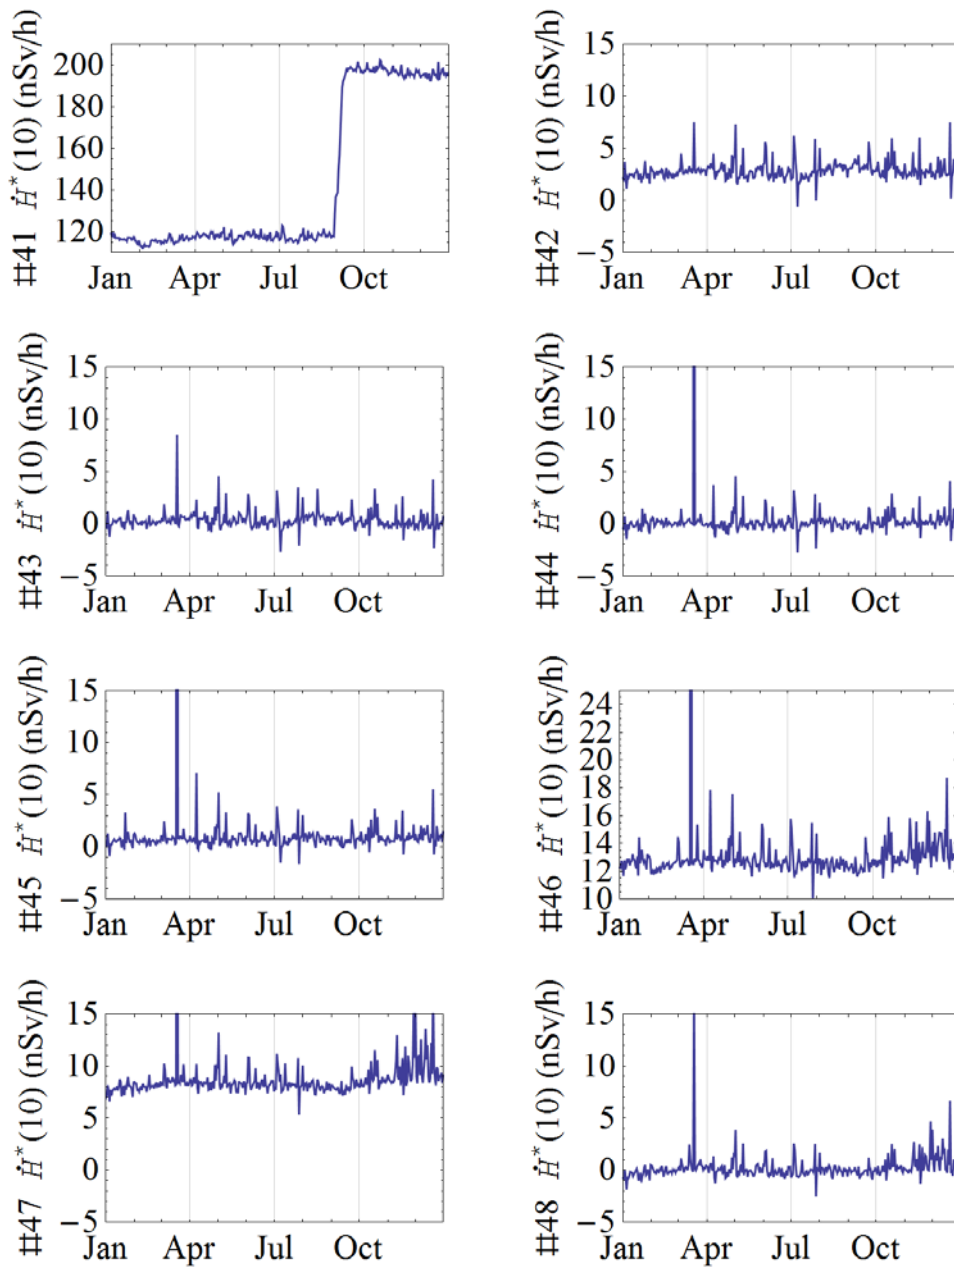 #41 Ḣ*(10) (nSv/h)
200
180
160
140
120
Jan Apr Jul Oct
#42 Ḣ*(10) (nSv/h)
15
10
5
0
−5
Jan Apr Jul Oct
#43 Ḣ*(10) (nSv/h)
15
10
5
0
−5
Jan Apr Jul Oct
#44 Ḣ*(10) (nSv/h)
15
10
5
0
−5
Jan Apr Jul Oct
#45 Ḣ*(10) (nSv/h)
15
10
5
0
−5
Jan Apr Jul Oct
#46 Ḣ*(10) (nSv/h)
24
22
20
18
16
14
12
10
Jan Apr Jul Oct
#47 Ḣ*(10) (nSv/h)
15
10
5
0
−5
Jan Apr Jul Oct
#48 Ḣ*(10) (nSv/h)
15
10
5
0
−5
Jan Apr Jul Oct